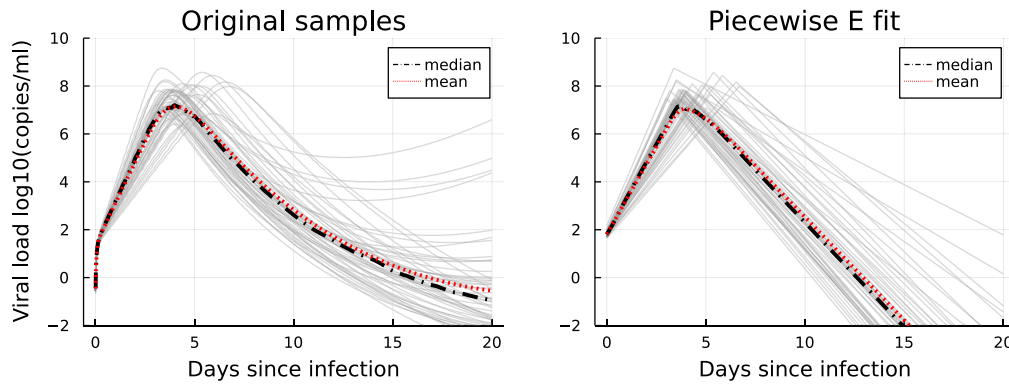 Original samples
Piecewise E fit
Viral load log10(copies/ml)
10
8
6
4
2
0
−2
0
5
10
15
20
Days since infection
median
mean
10
8
6
4
2
0
−2
0
5
10
15
20
Days since infection
median
mean